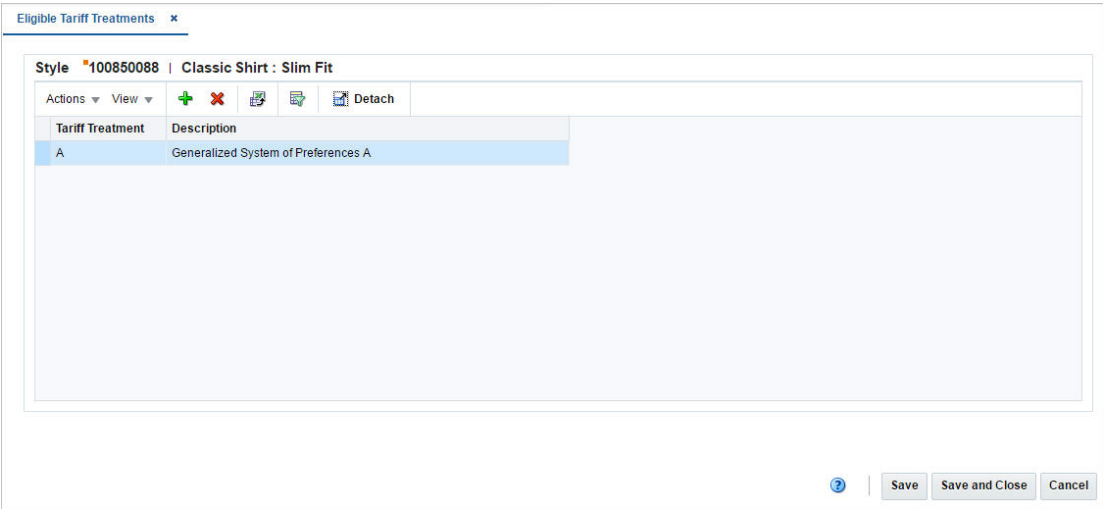 Eligible Tariff Treatments
Style 100850088 | Classic Shirt : Slim Fit
Actions View Detach
Tariff Treatment Description
A Generalized System of Preferences A
Save Save and Close Cancel